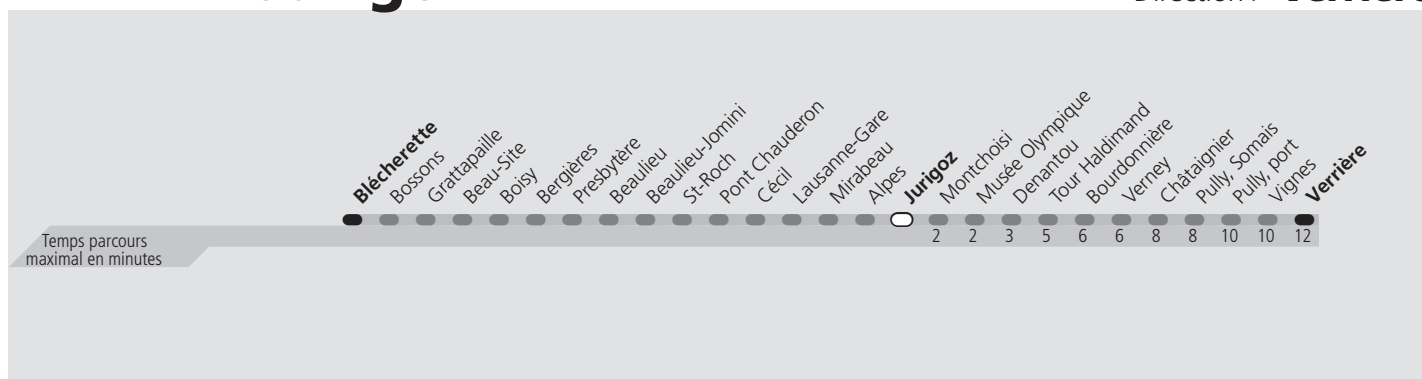 Blécherette
Bossons
Grattapaille
Beau-Site
Boisy
Bergières
Presbytère
Beaulieu
Beaulieu-Jomini
St-Roch
Pont Chauderon
Cécil
Lausanne-Gare
Mirabeau
Alpes
Jurigoz
Montchoisi
Musée Olympique
Denantou
Tour Haldimand
Bourdonnière
Verney
Châtaignier
Pully, Somais
Pully, port
Vignes
Verrière
Temps parcours
maximal en minutes
2 2 3 5 6 6 8 8 10 10 12